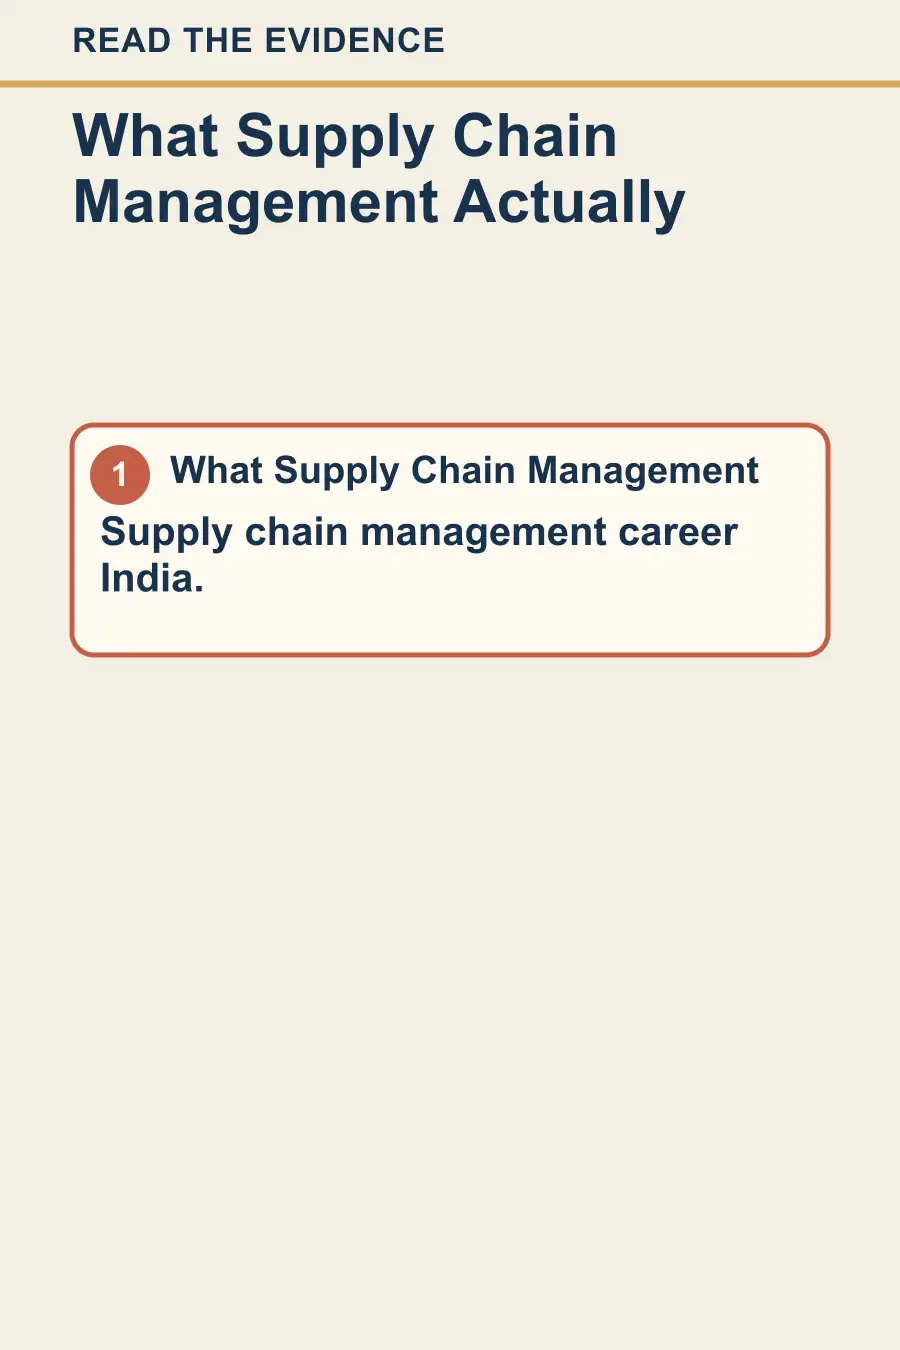 READ THE EVIDENCE
What Supply Chain
Management Actually
1 What Supply Chain Management
Supply chain management career
India.